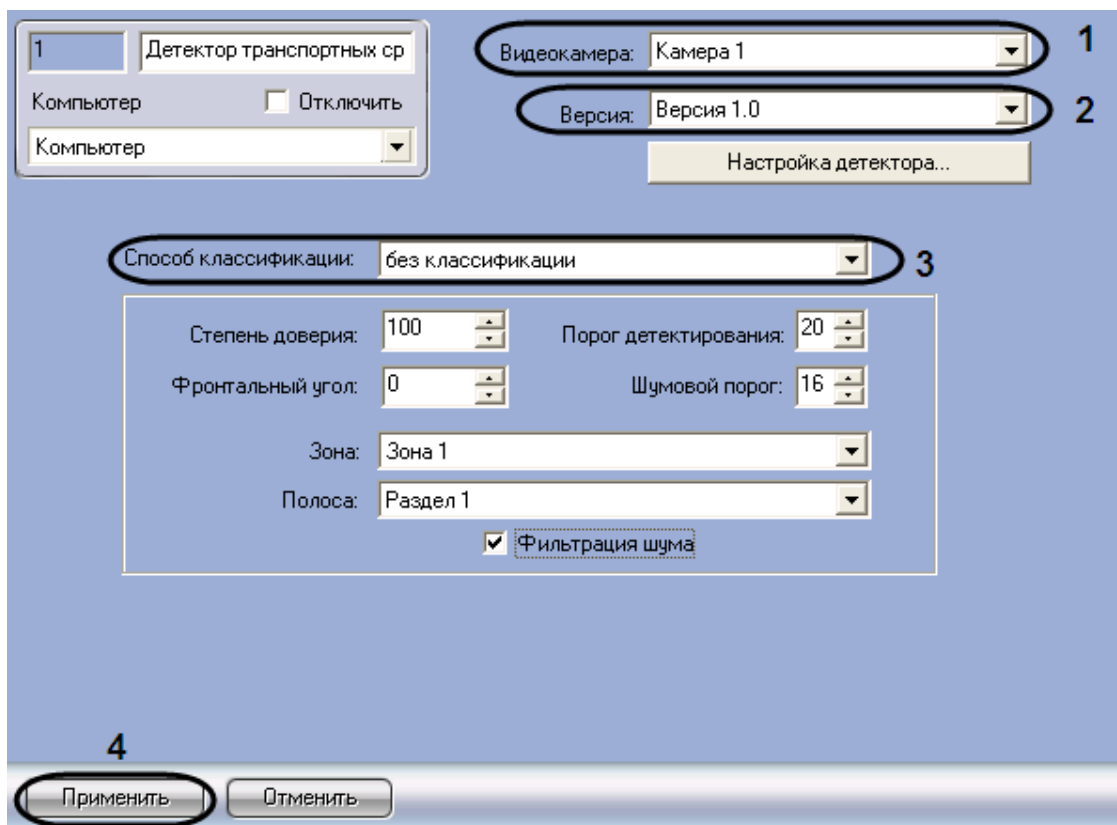 1 Детектор транспортных ср
Компьютер Отключить
Компьютер
Видеокамера: Камера 1 1
Версия: Версия 1.0 2
Настройка детектора...
Способ классификации: без классификации 3
Степень доверия: 100 Порог детектирования: 20
Фронтальный угол: 0 Шумовой порог: 16
Зона: Зона 1
Полоса: Раздел 1
Фильтрация шума
4
Применить Отменить